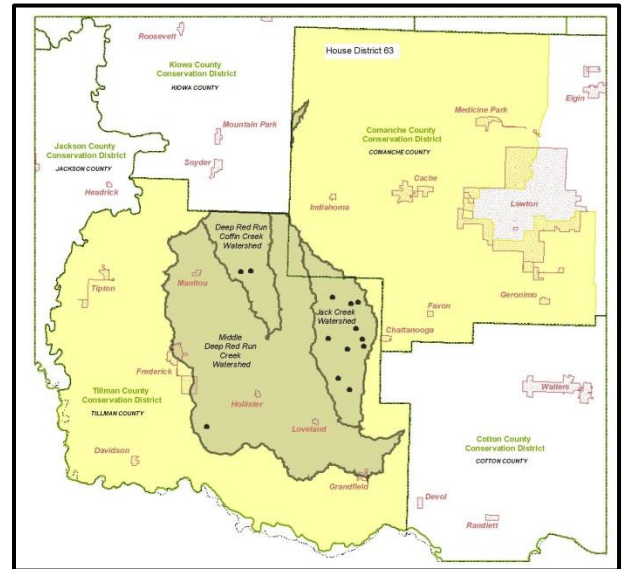 Roosevelt
House District 63
Kiowa County
Conservation District
KIOWA COUNTY
Elgin
Medicine Park
Comanche County
Conservation District
COMANCHE COUNTY
Mountain Park
Jackson County
Conservation District
JACKSON COUNTY
Snyder
Headrick
Cache
Indiahoma
Lawton
Deep Red Run
Coffin Creek
Watershed
Manitou
Tipton
Geronimo
Faxon
Jack Creek
Watershed
Chattanooga
Middle
Deep Red Run
Creek
Watershed
Frederick
Tillman County
Conservation District
TILLMAN COUNTY
Hollister
Loveland
Walters
Cotton County
Conservation District
COTTON COUNTY
Davidson
Grandfield
Devol
Randlett